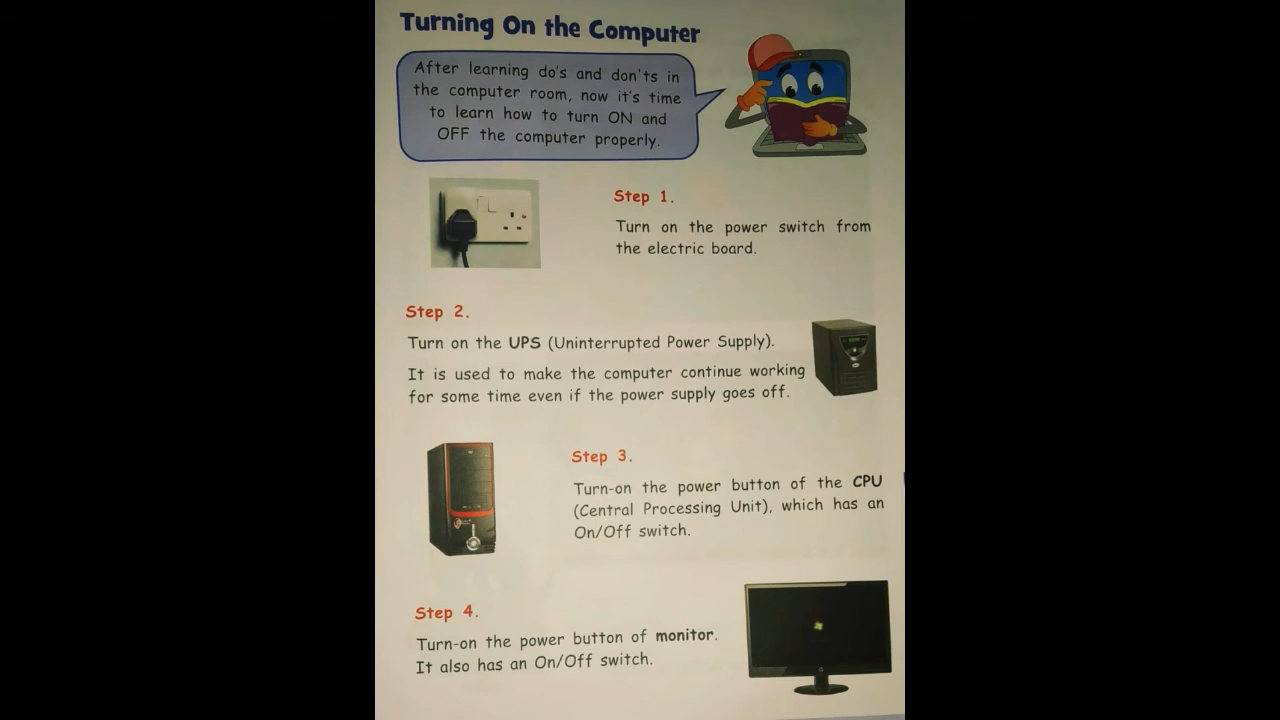 Turning On the Computer
After learning do's and don'ts in
the computer room, now it's time
to learn how to turn ON and
OFF the computer properly.
Step 1.
Turn on the power switch from
the electric board.
Step 2.
Turn on the UPS (Uninterrupted Power Supply).
It is used to make the computer continue working
for some time even if the power supply goes off.
Step 3.
Turn-on the power button of the CPU
(Central Processing Unit), which has an
On/Off switch.
Step 4.
Turn-on the power button of monitor.
It also has an On/Off switch.